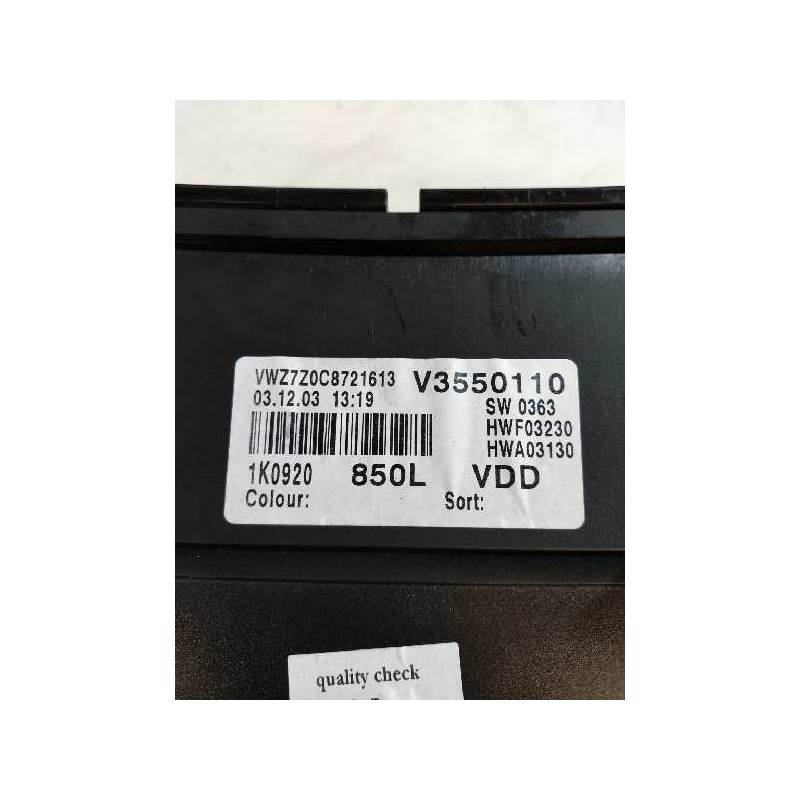 VWZ7Z0C8721613 V3550110
03.12.03 13:19 SW 0363
HWF03230
HWA03130
1K0920 850L VDD
Colour: Sort:
quality check